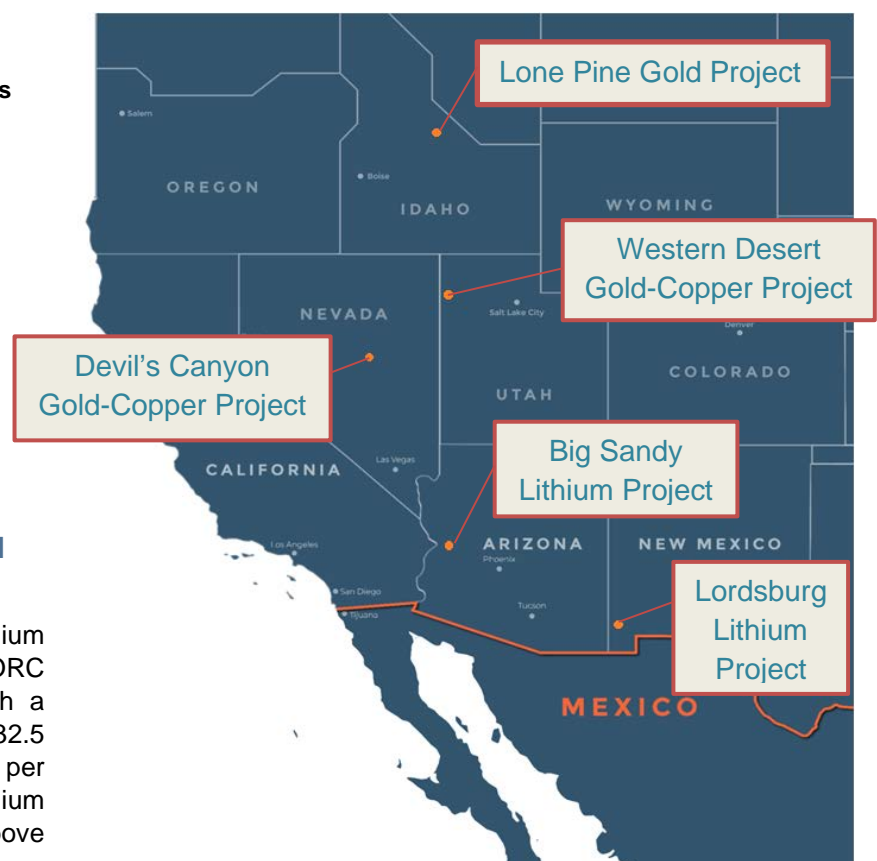 s
Lone Pine Gold Project
Salem
OREGON
Boise
IDAHO
WYOMING
Western Desert
Gold-Copper Project
NEVADA
Salt Lake City
Denver
Devil's Canyon
Gold-Copper Project
UTAH
COLORADO
Big Sandy
Lithium Project
Las Vegas
CALIFORNIA
Los Angeles
ARIZONA
Phoenix
NEW MEXICO
San Diego
Tijuana
Tucson
Lordsburg
Lithium
Project
MEXICO
ium
ORC
h a
32.5
per
ium
ove